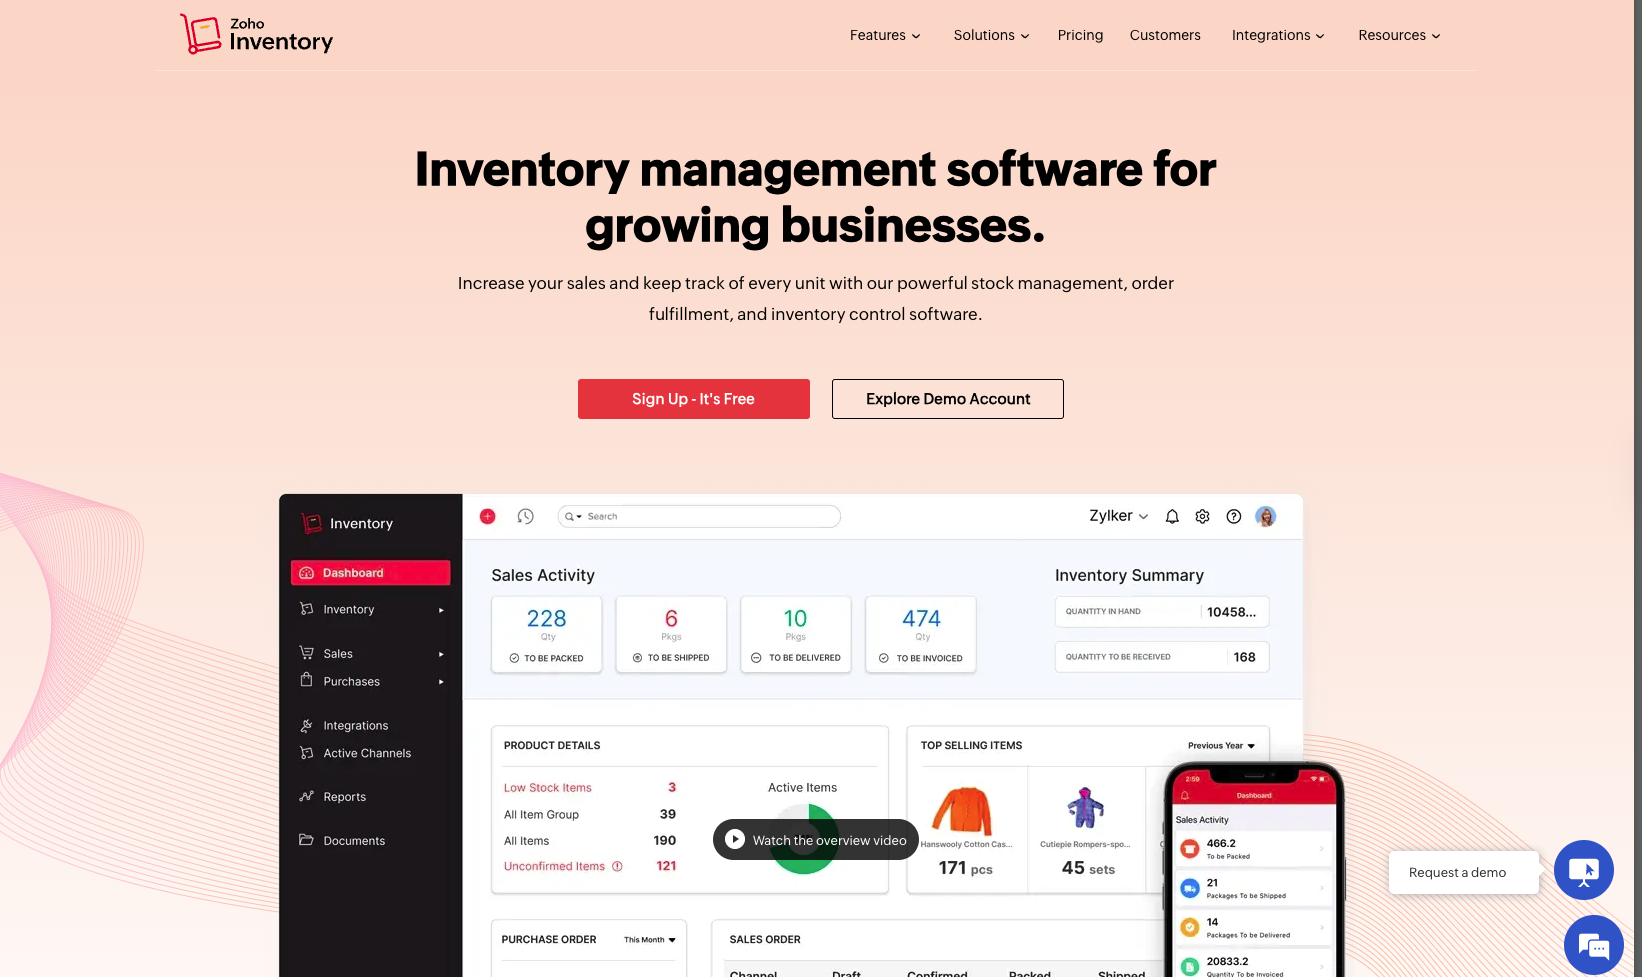 Zoho
Inventory
Features
Solutions
Pricing
Customers
Integrations
Resources
Inventory management software for
growing businesses.
Increase your sales and keep track of every unit with our powerful stock management, order
fulfillment, and inventory control software.
Sign Up - It's Free
Explore Demo Account
Inventory
Search
Zylker
Dashboard
Inventory
Sales
Purchases
Integrations
Active Channels
Reports
Documents
Sales Activity
228
Qty
TO BE PACKED
6
Pkgs
TO BE SHIPPED
10
Pkgs
TO BE DELIVERED
474
Qty
TO BE INVOICED
Inventory Summary
QUANTITY IN HAND 10458...
QUANTITY TO BE RECEIVED 168
PRODUCT DETAILS
Low Stock Items 3
All Item Group 39
All Items 190
Unconfirmed Items 121
Active Items
Watch the overview video
TOP SELLING ITEMS
Previous Year
Hanswooly Cotton Cas...
171 pcs
Cutiepie Rompers-spo...
45 sets
PURCHASE ORDER
This Month
SALES ORDER
Channel Draft Confirmed Packed Shipped
2:59
Dashboard
Sales Activity
466.2
To be Packed
21
Packages To be Shipped
14
Packages To be Delivered
20833.2
Quantity To be Invoiced
Request a demo